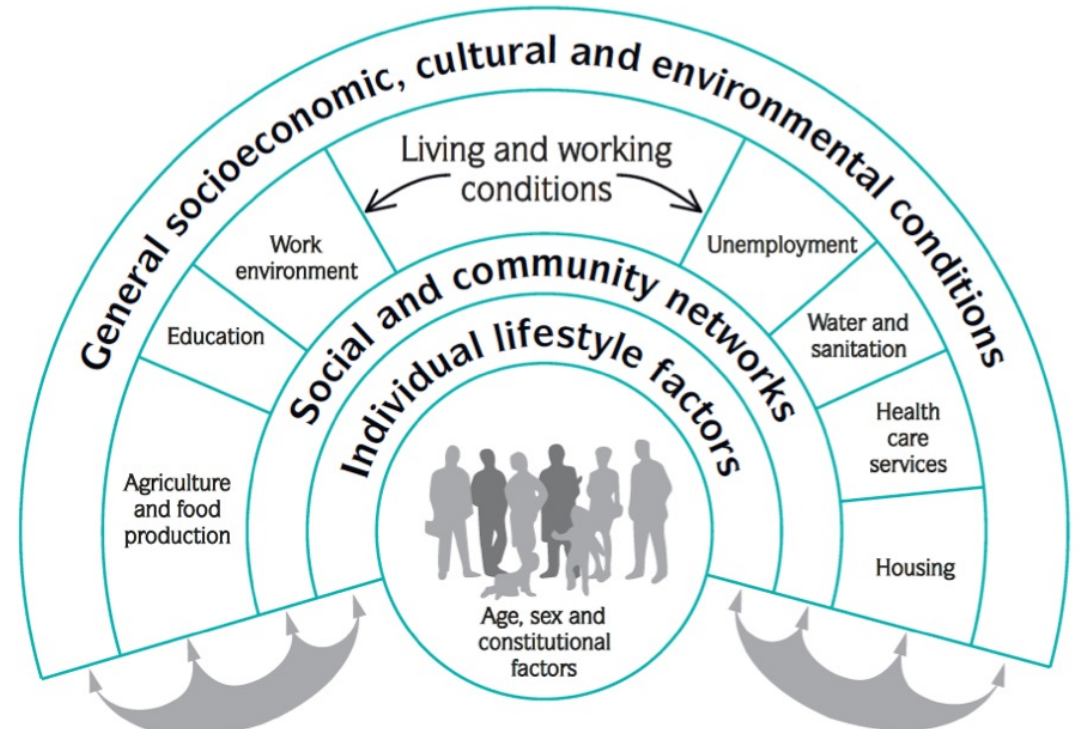 General socioeconomic, cultural and environmental conditions
Living and working
conditions
Work
environment
Unemployment
Education
Water and
sanitation
Agriculture
and food
production
Health
care
services
Housing
Social and community networks
Individual lifestyle factors
Age, sex and
constitutional
factors